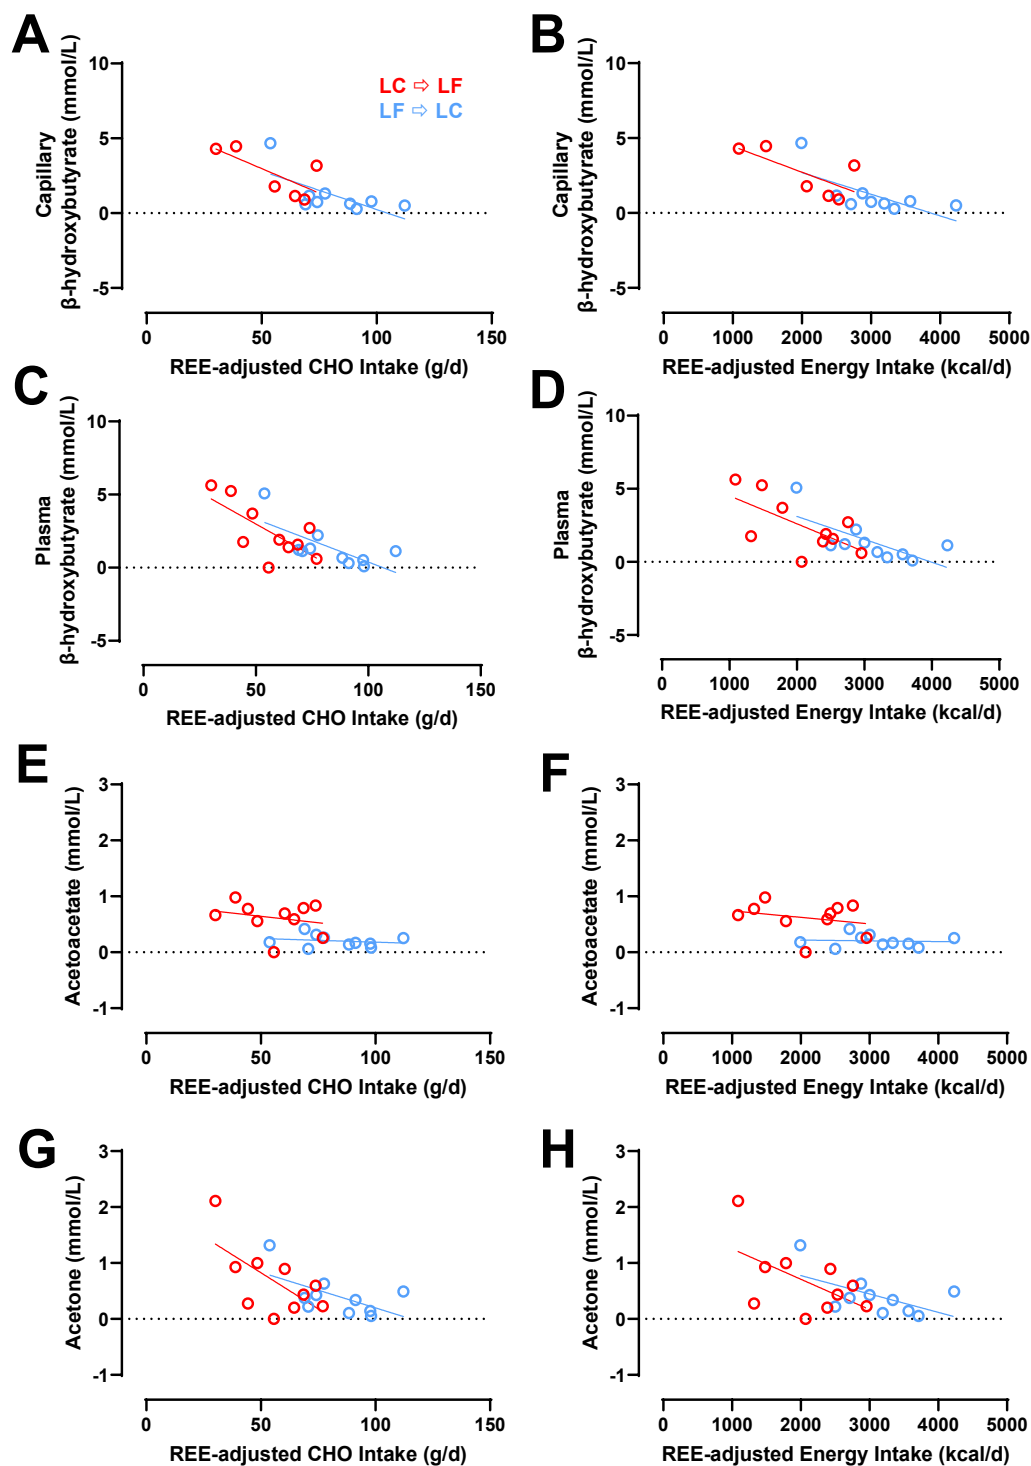 A
B
Capillary
β-hydroxybutyrate (mmol/L)
10
5
0
-5
LC ⇨ LF
LF ⇨ LC
0 50 100 150
REE-adjusted CHO Intake (g/d)
Capillary
β-hydroxybutyrate (mmol/L)
10
5
0
-5
0 1000 2000 3000 4000 5000
REE-adjusted Energy Intake (kcal/d)
C
D
Plasma
β-hydroxybutyrate (mmol/L)
10
5
0
-5
0 50 100 150
REE-adjusted CHO Intake (g/d)
Plasma
β-hydroxybutyrate (mmol/L)
10
5
0
-5
0 1000 2000 3000 4000 5000
REE-adjusted Energy Intake (kcal/d)
E
F
Acetoacetate (mmol/L)
3
2
1
0
-1
0 50 100 150
REE-adjusted CHO Intake (g/d)
Acetoacetate (mmol/L)
3
2
1
0
-1
0 1000 2000 3000 4000 5000
REE-adjusted Enegy Intake (kcal/d)
G
H
Acetone (mmol/L)
3
2
1
0
-1
0 50 100 150
REE-adjusted CHO Intake (g/d)
Acetone (mmol/L)
3
2
1
0
-1
0 1000 2000 3000 4000 5000
REE-adjusted Energy Intake (kcal/d)